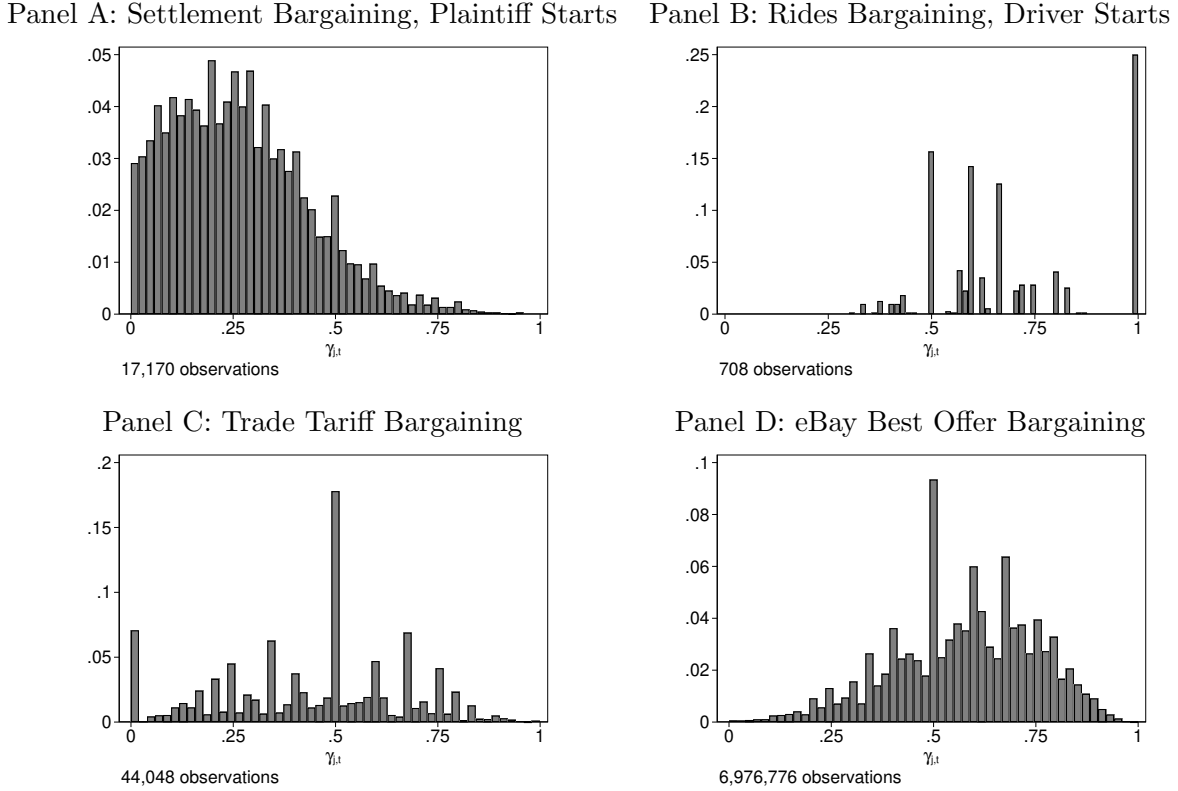 Panel A: Settlement Bargaining, Plaintiff Starts
.05
.04
.03
.02
.01
0
0 .25 .5 .75 1
γj,t
17,170 observations
Panel B: Rides Bargaining, Driver Starts
.25
.2
.15
.1
.05
0
0 .25 .5 .75 1
γj,t
708 observations
Panel C: Trade Tariff Bargaining
.2
.15
.1
.05
0
0 .25 .5 .75 1
γj,t
44,048 observations
Panel D: eBay Best Offer Bargaining
.1
.08
.06
.04
.02
0
0 .25 .5 .75 1
γj,t
6,976,776 observations